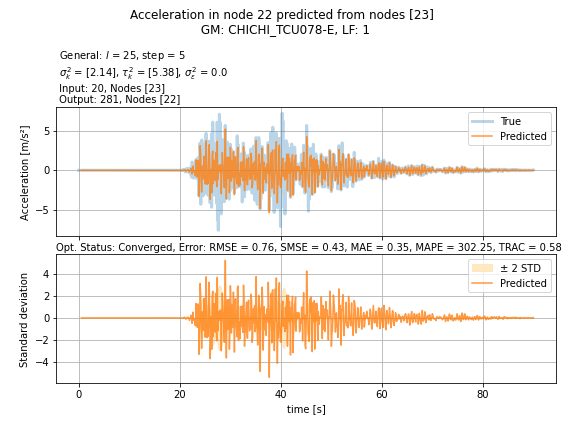 Acceleration in node 22 predicted from nodes [23]
GM: CHICHI_TCU078-E, LF: 1
General: l = 25, step = 5
σ²ₖ = [2.14], τ²ₖ = [5.38], σ²ε = 0.0
Input: 20, Nodes [23]
Output: 281, Nodes [22]
True
Predicted
5
0
−5
Acceleration [m/s²]
Opt. Status: Converged, Error: RMSE = 0.76, SMSE = 0.43, MAE = 0.35, MAPE = 302.25, TRAC = 0.58
± 2 STD
Predicted
4
2
0
−2
−4
Standard deviation
0 20 40 60 80
time [s]